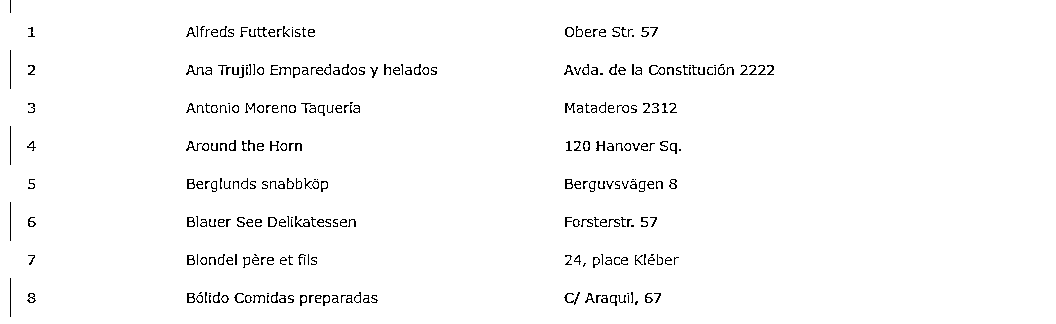 1 Alfreds Futterkiste Obere Str. 57
2 Ana Trujillo Emparedados y helados Avda. de la Constitución 2222
3 Antonio Moreno Taquería Mataderos 2312
4 Around the Horn 120 Hanover Sq.
5 Berglunds snabbköp Berguvsvägen 8
6 Blauer See Delikatessen Forsterstr. 57
7 Blondel père et fils 24, place Kléber
8 Bólido Comidas preparadas C/ Araquil, 67